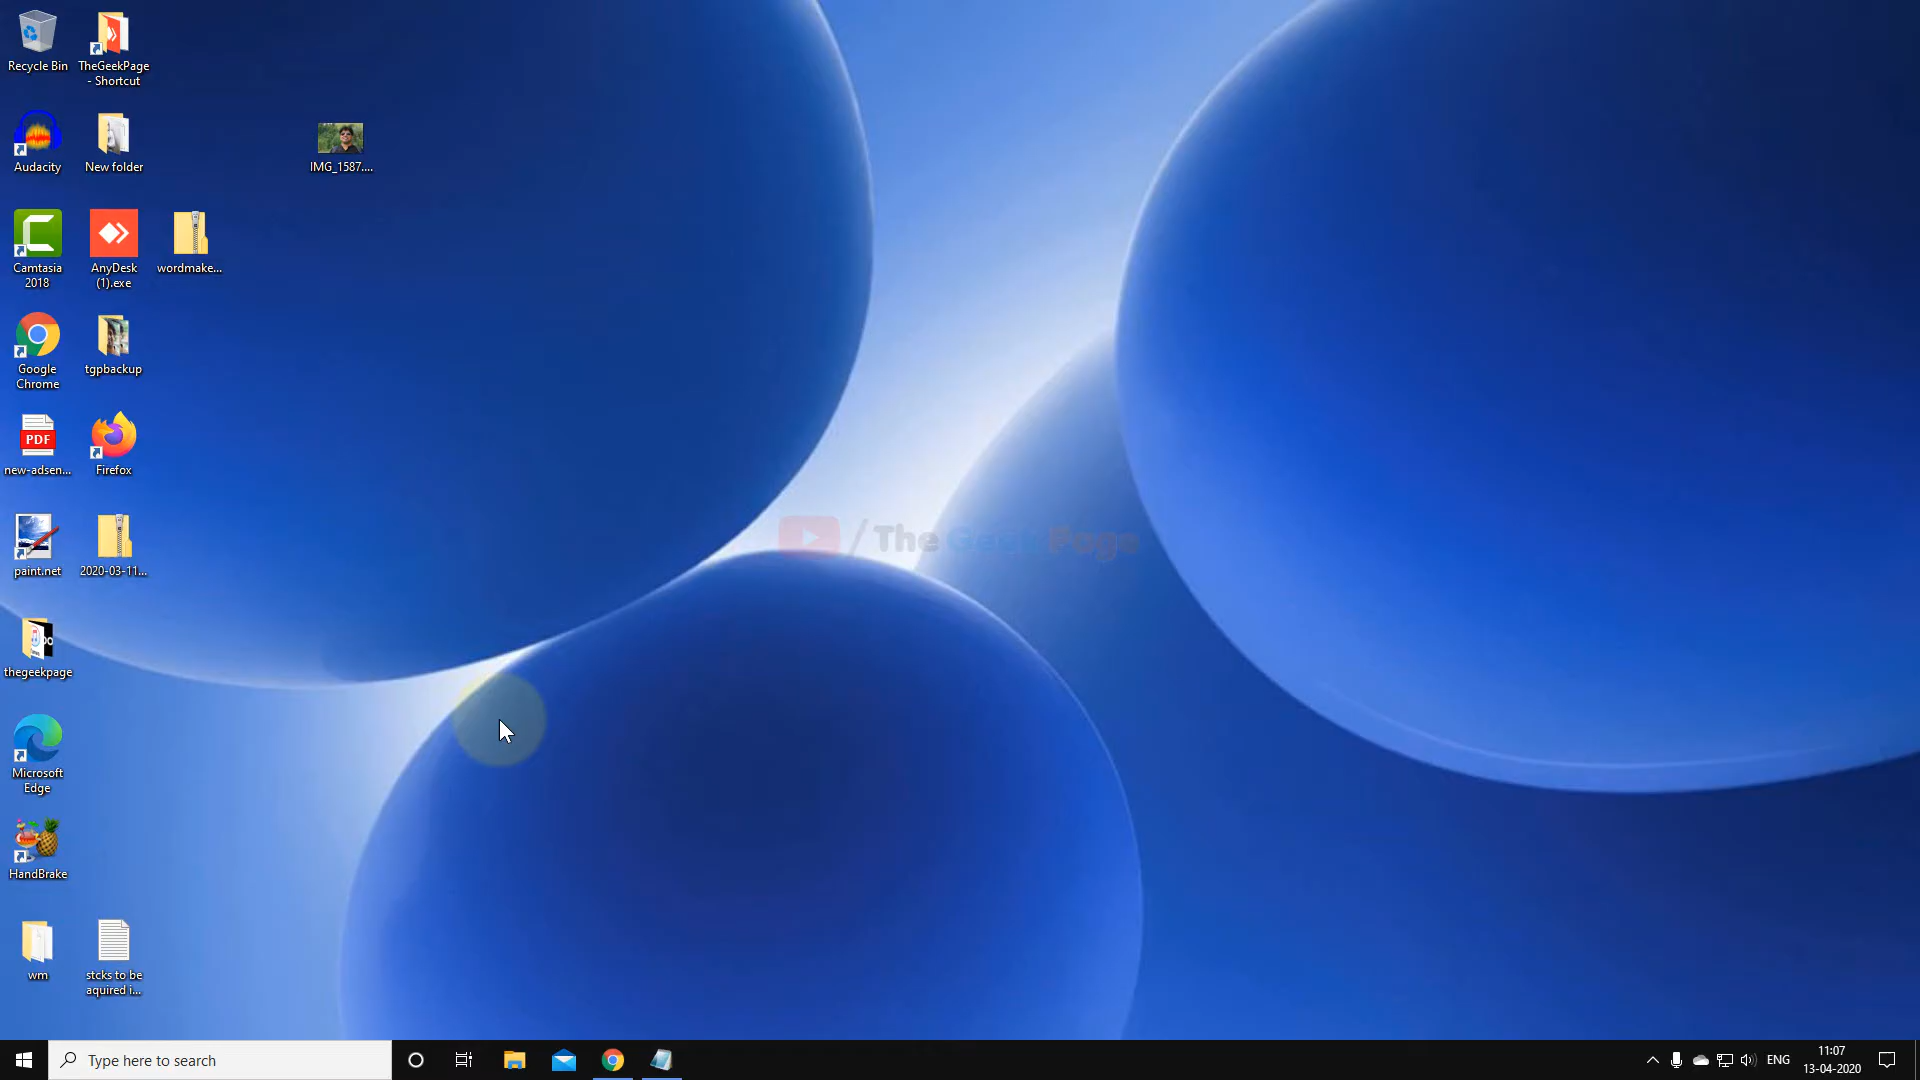 Recycle Bin
TheGeekPage
- Shortcut
Audacity
New folder
IMG_1587....
Camtasia
2018
AnyDesk
(1).exe
wordmake...
Google
Chrome
tgpbackup
PDF
new-adsen...
Firefox
paint.net
2020-03-11...
thegeekpage
Microsoft
Edge
HandBrake
wm
stcks to be
aquired i...
/ The Geek Page
Type here to search
ENG
11:07
13-04-2020